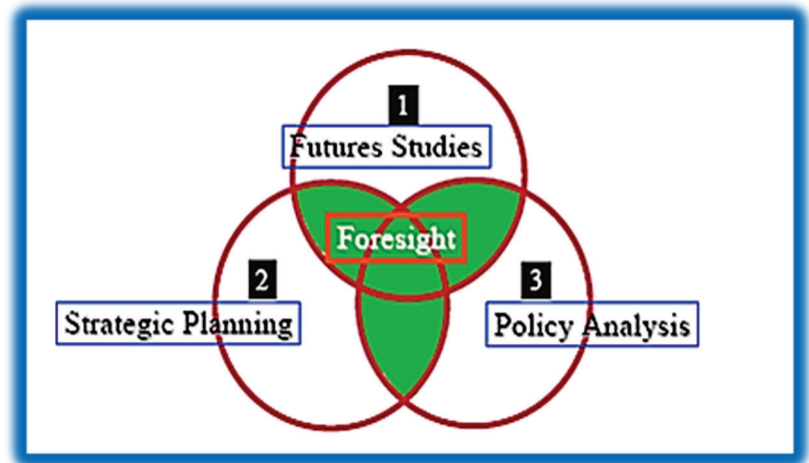 1
Futures Studies
Foresight
2
3
Strategic Planning
Policy Analysis